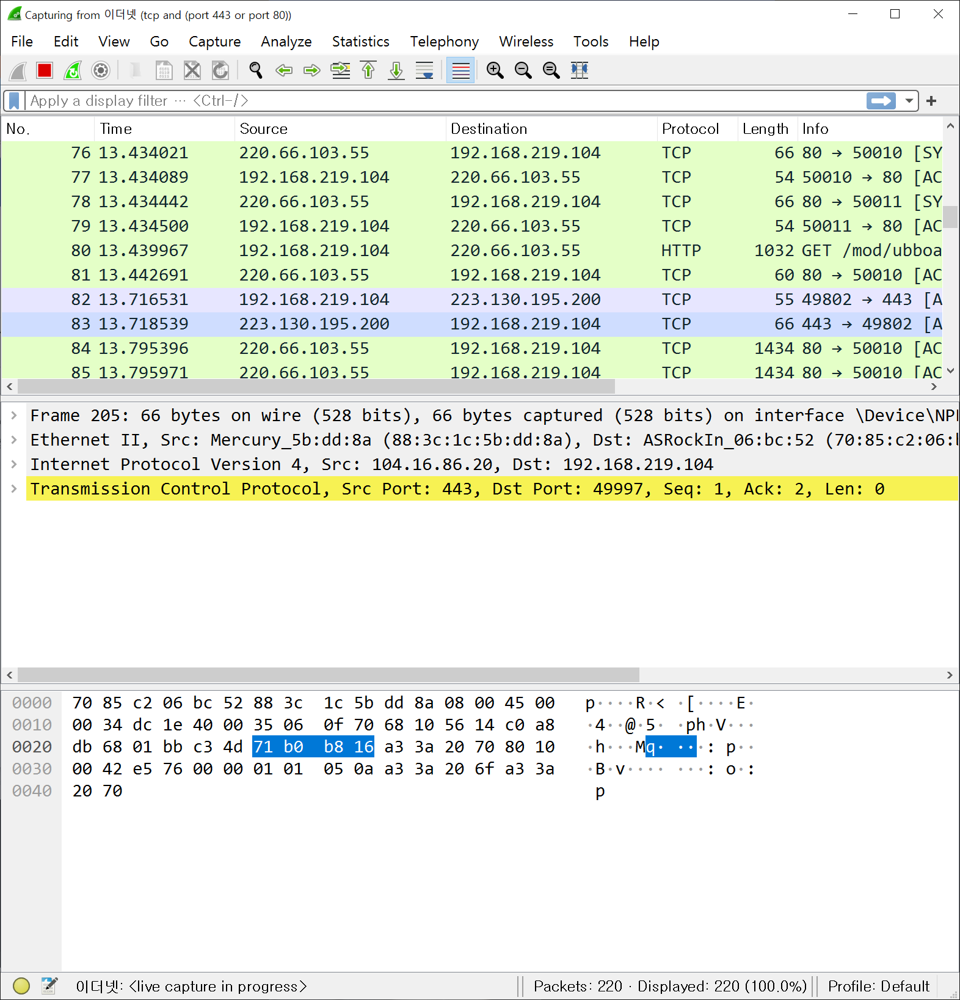 Capturing from 이더넷 (tcp and (port 443 or port 80))
File Edit View Go Capture Analyze Statistics Telephony Wireless Tools Help
Apply a display filter ... <Ctrl-/>
No. Time Source Destination Protocol Length Info
76 13.434021 220.66.103.55 192.168.219.104 TCP 66 80 → 50010 [SY
77 13.434089 192.168.219.104 220.66.103.55 TCP 54 50010 → 80 [AC
78 13.434442 220.66.103.55 192.168.219.104 TCP 66 80 → 50011 [SY
79 13.434500 192.168.219.104 220.66.103.55 TCP 54 50011 → 80 [AC
80 13.439967 192.168.219.104 220.66.103.55 HTTP 1032 GET /mod/ubboa
81 13.442691 220.66.103.55 192.168.219.104 TCP 60 80 → 50010 [AC
82 13.716531 192.168.219.104 223.130.195.200 TCP 55 49802 → 443 [A
83 13.718539 223.130.195.200 192.168.219.104 TCP 66 443 → 49802 [A
84 13.795396 220.66.103.55 192.168.219.104 TCP 1434 80 → 50010 [AC
85 13.795971 220.66.103.55 192.168.219.104 TCP 1434 80 → 50010 [AC
Frame 205: 66 bytes on wire (528 bits), 66 bytes captured (528 bits) on interface \Device\NPF
Ethernet II, Src: Mercury_5b:dd:8a (88:3c:1c:5b:dd:8a), Dst: ASRockIn_06:bc:52 (70:85:c2:06:b
Internet Protocol Version 4, Src: 104.16.86.20, Dst: 192.168.219.104
Transmission Control Protocol, Src Port: 443, Dst Port: 49997, Seq: 1, Ack: 2, Len: 0
0000 70 85 c2 06 bc 52 88 3c 1c 5b dd 8a 08 00 45 00 p····R·< ·[····E·
0010 00 34 dc 1e 40 00 35 06 0f 70 68 10 56 14 c0 a8 ·4··@·5· ·ph·V···
0020 db 68 01 bb c3 4d 71 b0 b8 16 a3 3a 20 70 80 10 ·h···Mq· ···: p··
0030 00 42 e5 76 00 00 01 01 05 0a a3 3a 20 6f a3 3a ·B·v···· ···: o·:
0040 20 70 p
이더넷: <live capture in progress> Packets: 220 · Displayed: 220 (100.0%) Profile: Default